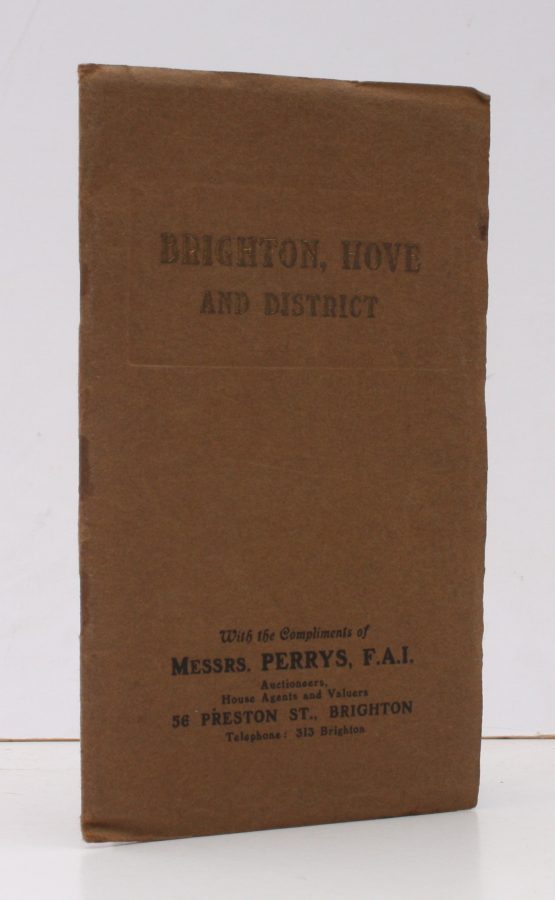 BRIGHTON, HOVE
AND DISTRICT
With the Compliments of
MESSRS. PERRYS, F.A.I.
Auctioneers,
House Agents and Valuers
56 PRESTON ST., BRIGHTON
Telephone: 313 Brighton